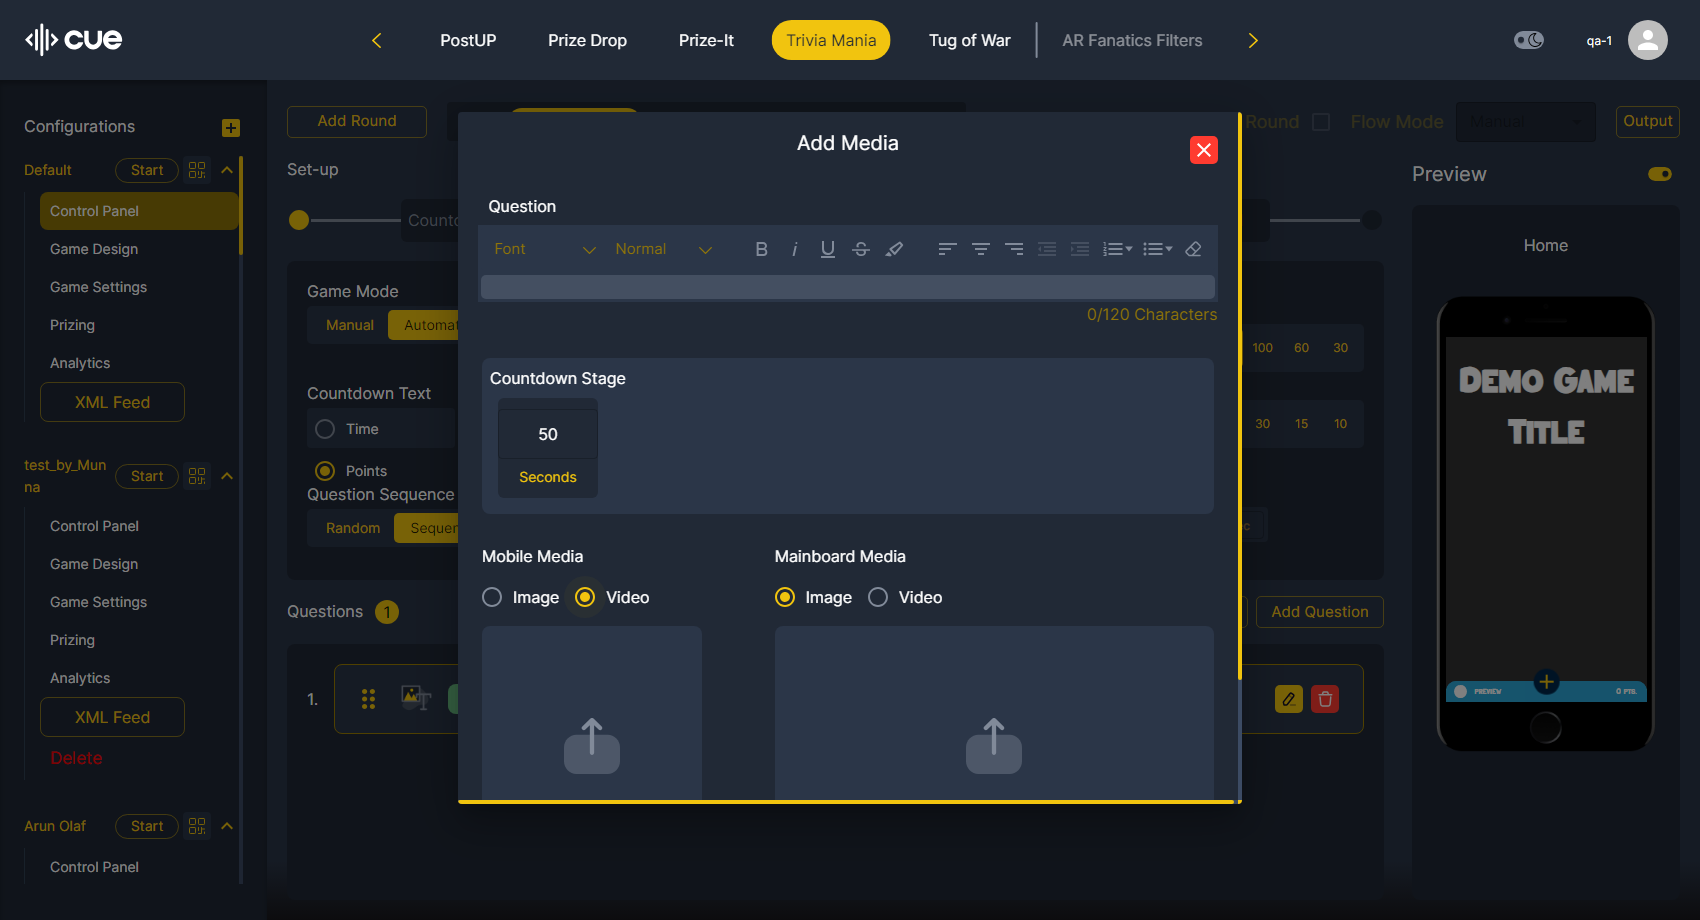 cue
PostUP
Prize Drop
Prize-It
Trivia Mania
Tug of War
AR Fanatics Filters
qa-1
Configurations
Default
Start
Control Panel
Game Design
Game Settings
Prizing
Analytics
XML Feed
test_by_Mun
na
Start
Control Panel
Game Design
Game Settings
Prizing
Analytics
XML Feed
Delete
Arun Olaf
Start
Control Panel
Add Round
Round
Flow Mode
Manual
Output
Set-up
Game Mode
Manual
Automat
Countdown Text
Time
Points
Question Sequence
Random
Sequen
Questions
1
1.
Add Media
Question
Font
Normal
B
i
U
S
0/120 Characters
Countdown Stage
50
Seconds
Mobile Media
Image
Video
Mainboard Media
Image
Video
100 60 30
30 15 10
Add Question
Preview
Home
DEMO GAME
TITLE
PREVIEW
0 PTS.